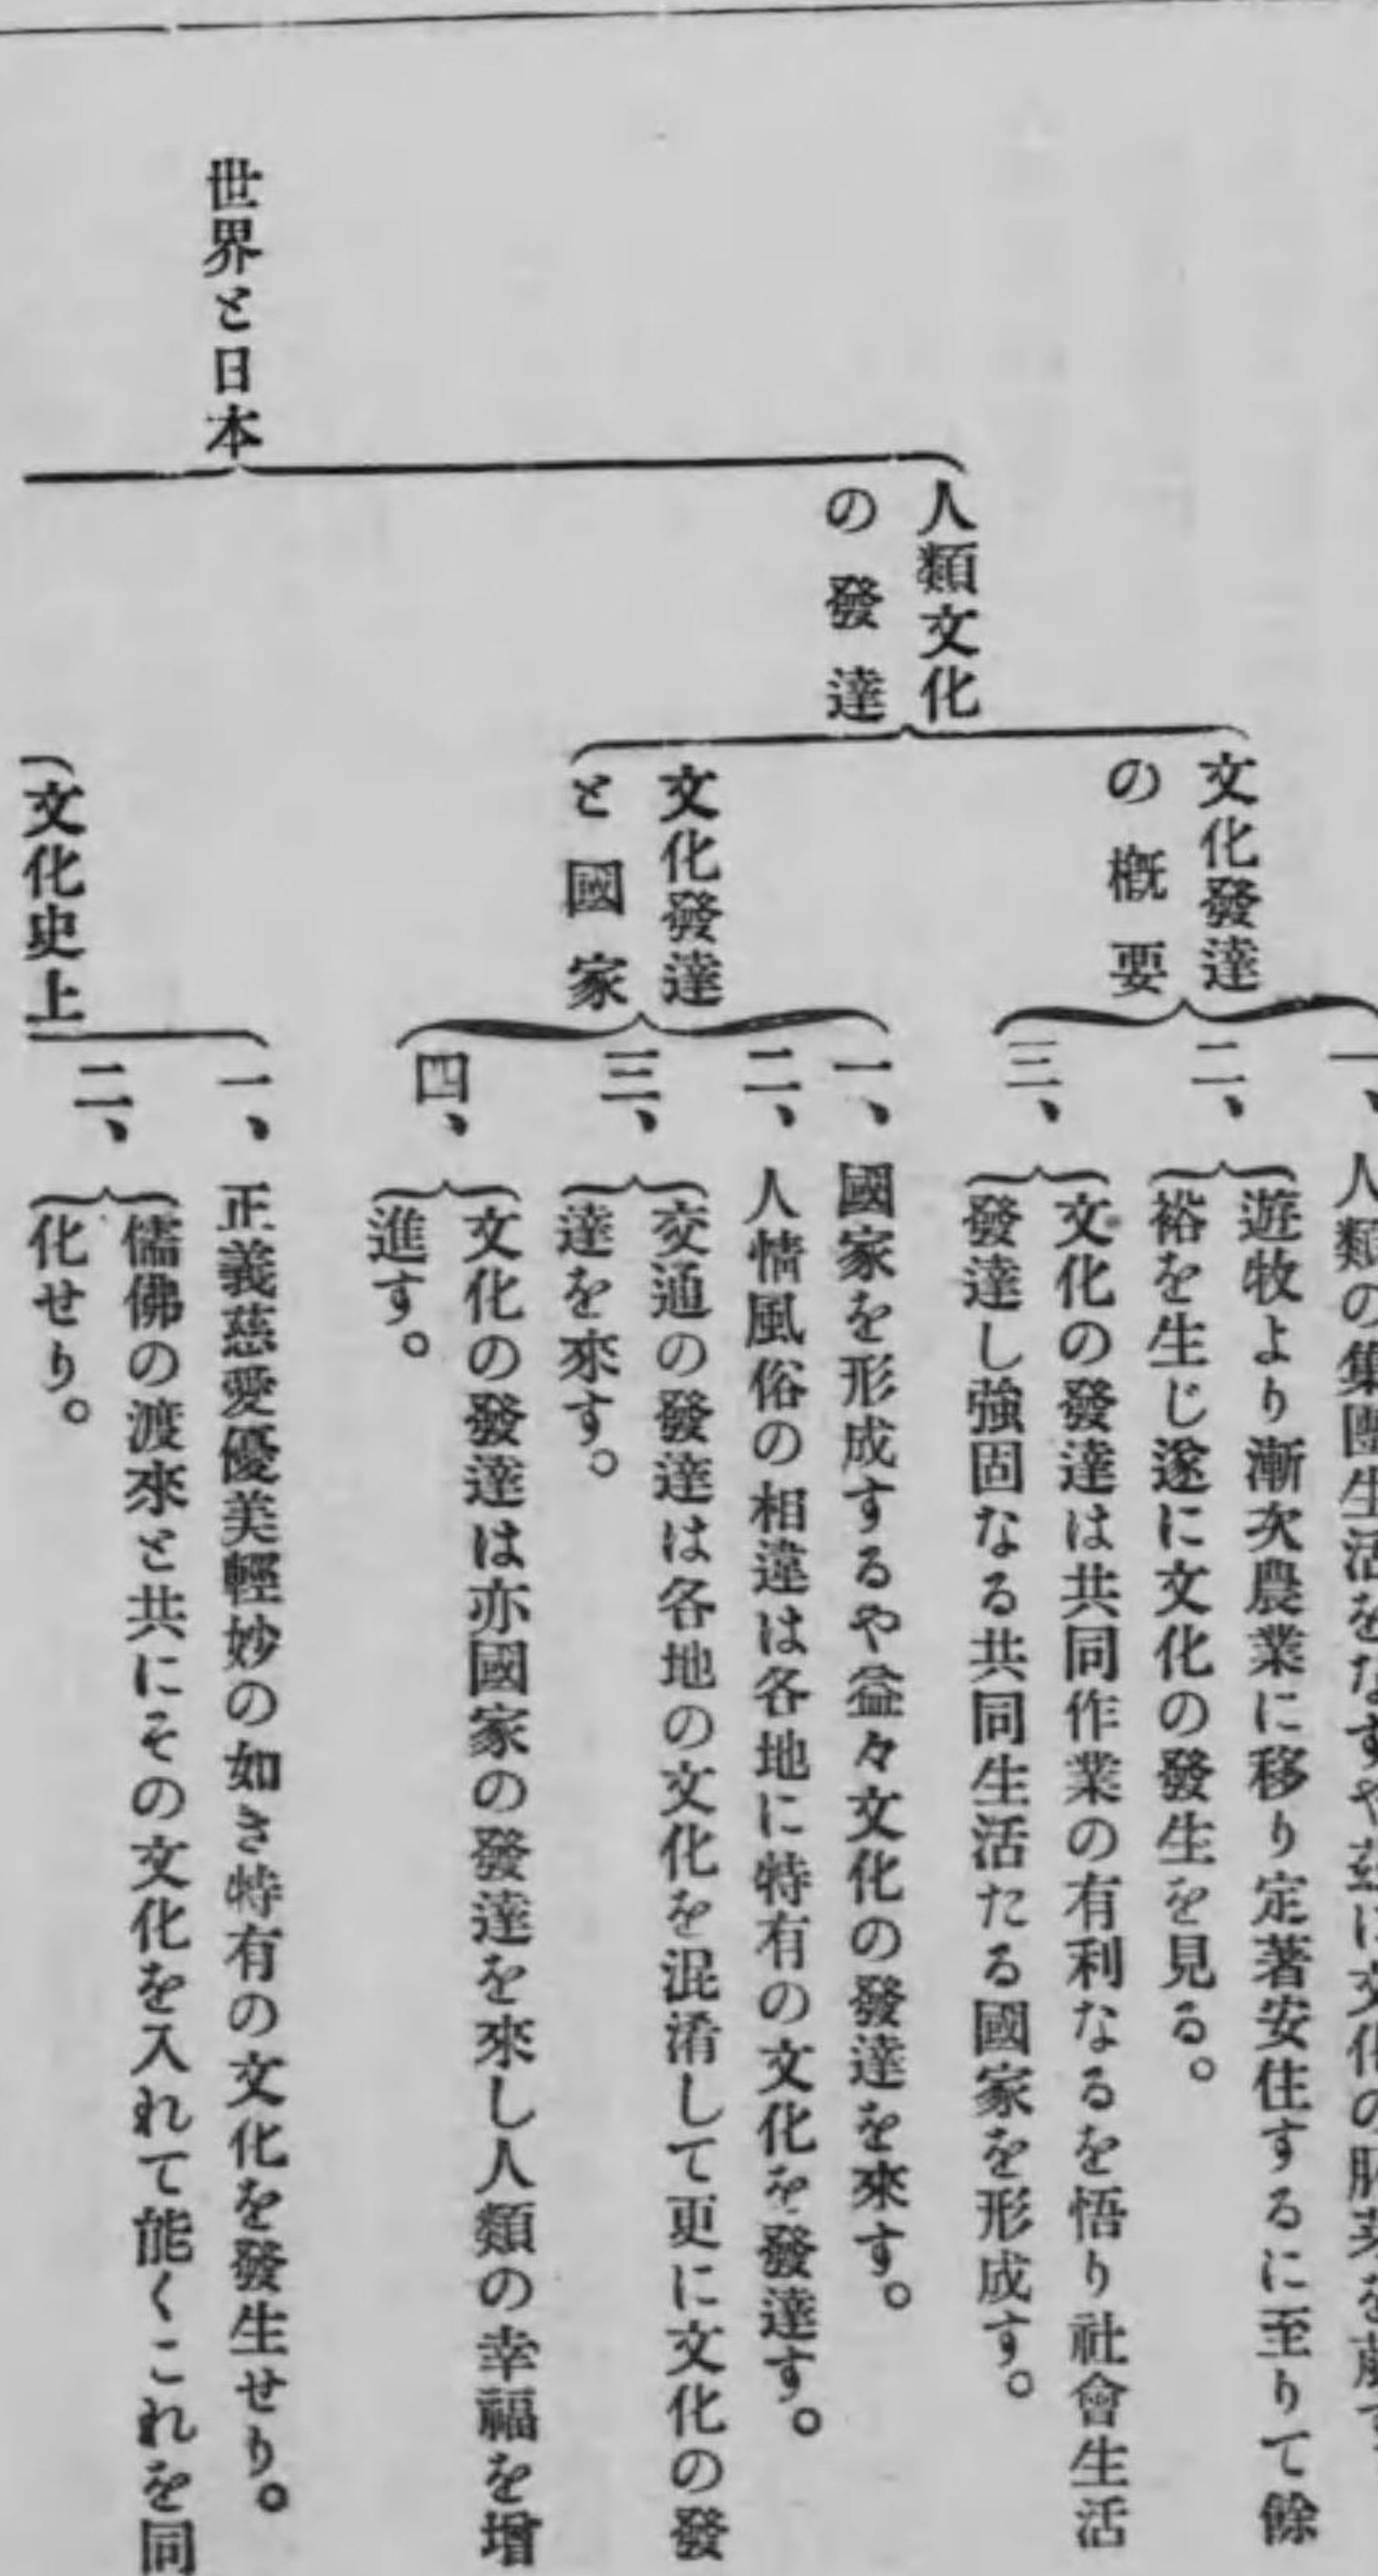 世界と日本
人類文化
の發達
文化發達
の概要
一、人類の集團生活をなすや茲に文化の
二、
遊牧より漸次農業に移り定著安住するに至りて餘
裕を生じ遂に文化の發生を見る。
三、
文化の發達は共同作業の有利なるを悟り社會生活
發達し強固なる共同生活たる國家を形成す。
文化發達
と國家
一、國家を形成するや益々文化の發達を來す。
二、人情風俗の相違は各地に特有の文化を發達す。
三、
交通の發達は各地の文化を混淆して更に文化の發
達を來す。
四、
文化の發達は亦國家の發達を來し人類の幸福を增
進す。
文化史上
一、正義慈愛優美輕妙の如き特有の文化を發生せり。
二、
儒佛の渡來と共にその文化を入れて能くこれを同
化せり。